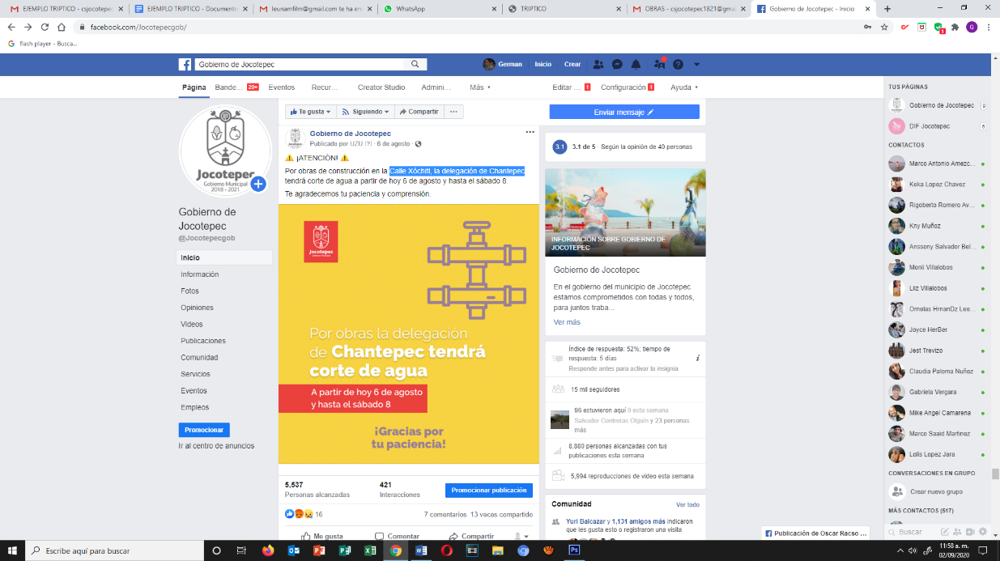 EJEMPLO TRIPTICO - csjocotepec
EJEMPLO TRIPTICO - Documento
leunamfilm@gmail.com te ha en
WhatsApp
TRIPTICO
OBRAS - csjocotepec1821@gmai
Gobierno de Jocotepec - Inicio
facebook.com/Jocotepecgob/
flash player - Busca...
Gobierno de Jocotepec
German
Inicio
Crear
Página
Bande...
20+
Eventos
Recur...
Creator Studio
Admini...
Más
Editar ...
1
Configuración
1
Ayuda
Te gusta
Siguiendo
Compartir
Enviar mensaje
Jocotepec
Gobierno Municipal
2018 - 2021
Gobierno de
Jocotepec
@Jocotepecgob
Inicio
Información
Fotos
Opiniones
Videos
Publicaciones
Comunidad
Servicios
Eventos
Empleos
Promocionar
Ir al centro de anuncios
Gobierno de Jocotepec
Publicado por UZU [?] · 6 de agosto ·
¡ATENCIÓN!
Por obras de construcción en la Calle Xóchitl, la delegación de Chantepec
tendrá corte de agua a partir de hoy 6 de agosto y hasta el sábado 8.
Te agradecemos tu paciencia y comprensión.
Jocotepec
Por obras la delegación
de Chantepec tendrá
corte de agua
A partir de hoy 6 de agosto
y hasta el sábado 8
¡Gracias por
tu paciencia!
5,537
Personas alcanzadas
421
Interacciones
Promocionar publicación
16
7 comentarios 13 veces compartido
Me gusta
Comentar
Compartir
3.1
3.1 de 5 · Según la opinión de 40 personas
INFORMACIÓN SOBRE GOBIERNO DE
JOCOTEPEC
Gobierno de Jocotepec
En el gobierno del municipio de Jocotepec
estamos comprometidos con todas y todos,
para juntos traba...
Ver más
Índice de respuesta: 52%; tiempo de
respuesta: 5 días
Responde antes para activar la insignia
15 mil seguidores
96 estuvieron aquí 0 esta semana
Salvador Contreras Olguin y 23 personas
más
8,880 personas alcanzadas con tus
publicaciones esta semana
5,994 reproducciones de video esta semana
Comunidad
Ver todo
Yuri Balcazar y 1,131 amigos más indicaron
que les gusta esto o registraron una visita
TUS PÁGINAS
Gobierno de Jocotepec
9
DIF Jocotepec
6
CONTACTOS
Marco Antonio Amezc...
Keka Lopez Chavez
Rigoberto Romero Av...
Kny Muñoz
Anssony Salvador Bel...
Monii Villalobos
Liiz Villalobos
Ornelas HrnanDz Lee...
Joyce HerBer
Jest Trevizo
Claudia Paloma Nuñez
Gabriela Vergara
Mike Angel Camarena
Marco Saaid Martinez
Lolis Lopez Jara
CONVERSACIONES EN GRUPO
Crear nuevo grupo
MÁS CONTACTOS (517)
Buscar
Publicación de Oscar Racso ...
Escribe aquí para buscar
11:58 a. m.
02/09/2020